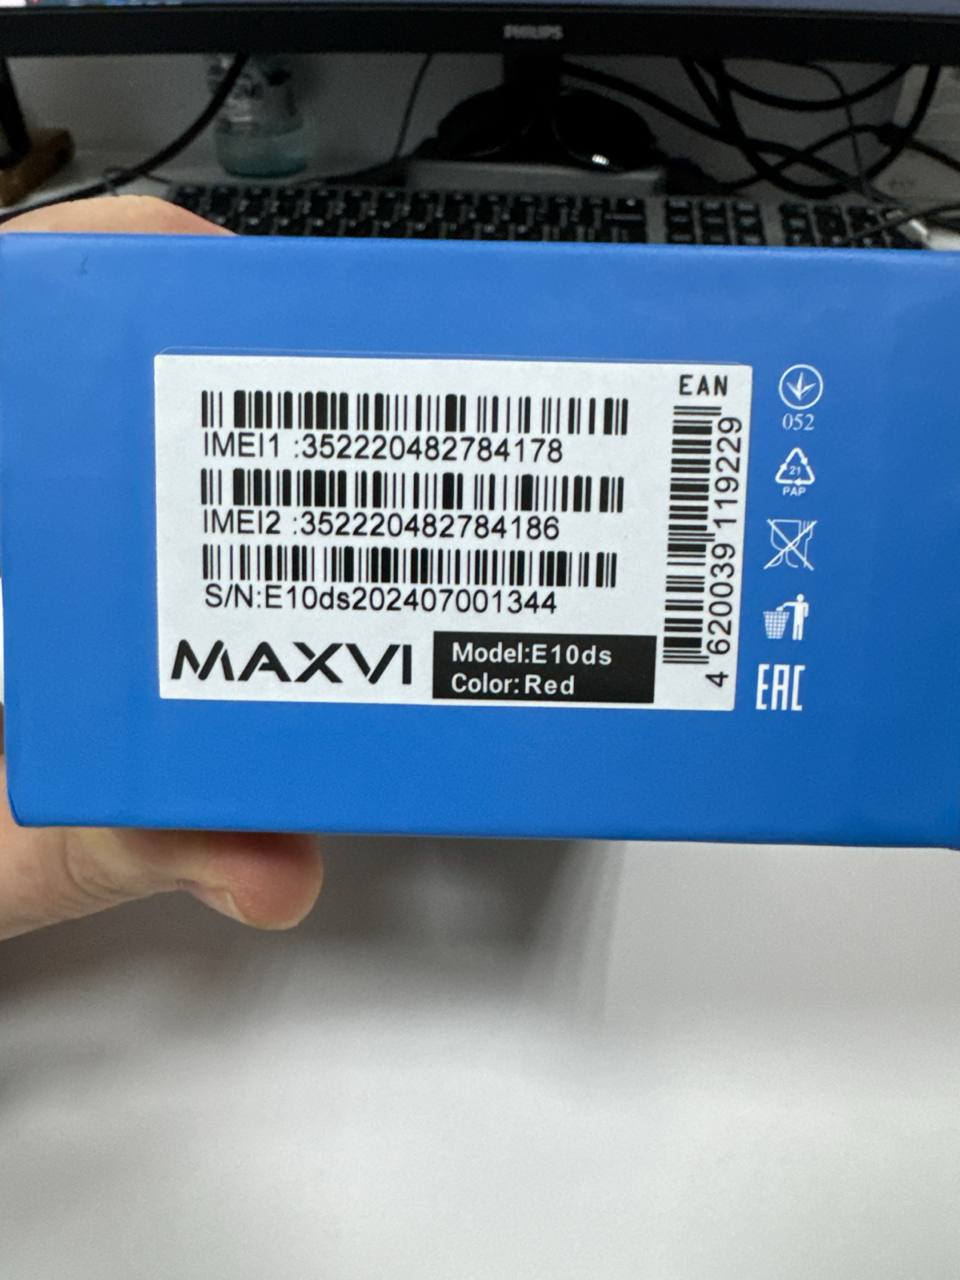 PHILIPS
IMEI1 :352220482784178
IMEI2 :352220482784186
S/N:E10ds202407001344
MAXVI
Model:E10ds
Color:Red
EAN
4 620039 119229
052
21
PAP
EAC